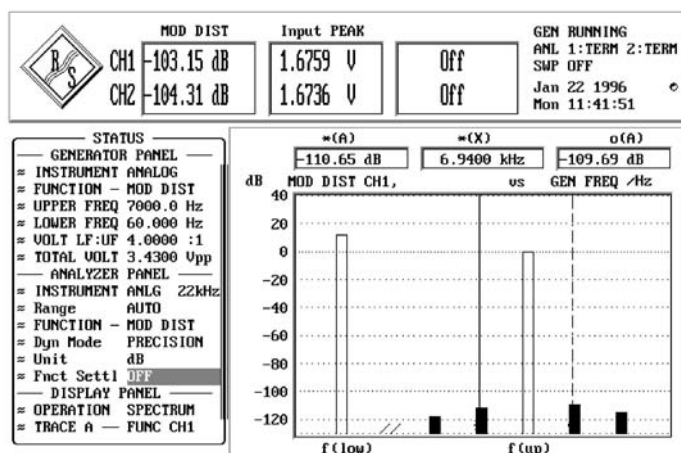 MOD DIST
Input PEAK
R
S
CH1 -103.15 dB
1.6759 V
Off
CH2 -104.31 dB
1.6736 V
Off
GEN RUNNING
ANL 1:TERM 2:TERM
SWP OFF
Jan 22 1996
Mon 11:41:51
STATUS
GENERATOR PANEL
≈ INSTRUMENT ANALOG
≈ FUNCTION - MOD DIST
≈ UPPER FREQ 7000.0 Hz
≈ LOWER FREQ 60.000 Hz
≈ VOLT LF:UF 4.0000 :1
≈ TOTAL VOLT 3.4300 Vpp
ANALYZER PANEL
≈ INSTRUMENT ANLG 22kHz
≈ Range AUTO
≈ FUNCTION - MOD DIST
≈ Dyn Mode PRECISION
≈ Unit dB
≈ Fnct Settl OFF
DISPLAY PANEL
≈ OPERATION SPECTRUM
≈ TRACE A — FUNC CH1
*(A)
*(X)
o(A)
-110.65 dB
6.9400 kHz
-109.69 dB
dB MOD DIST CH1, vs GEN FREQ /Hz
40
20
0
-20
-40
-60
-80
-100
-120
f(low)
f(up)